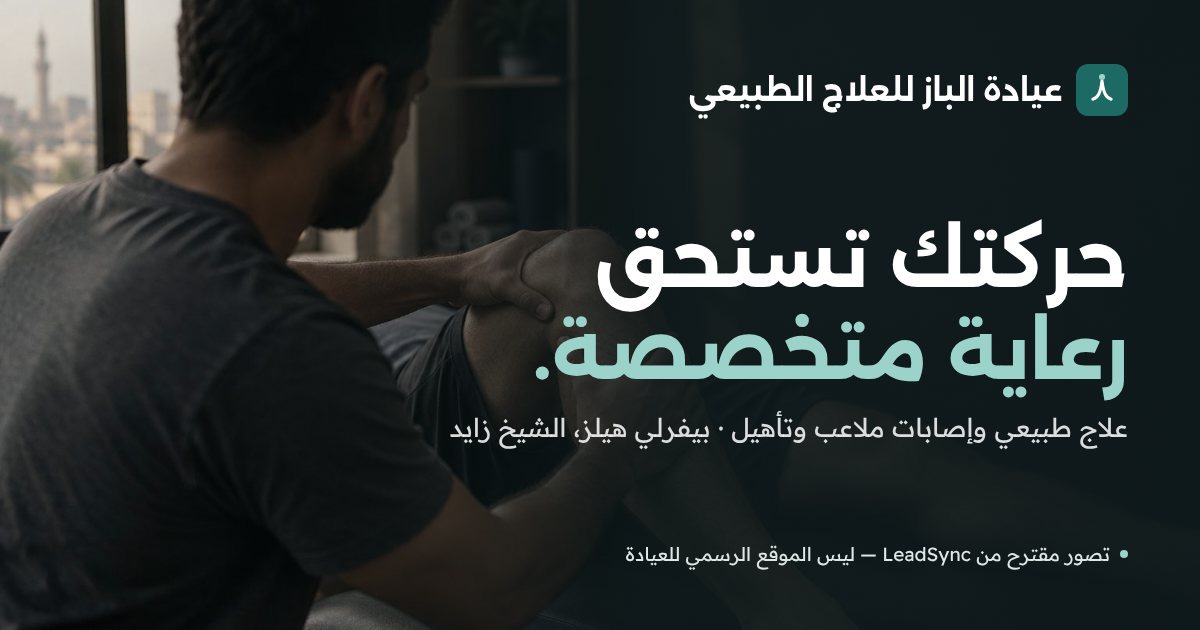 عيادة الباز للعلاج الطبيعي
حركتك تستحق
رعاية متخصصة.
علاج طبيعي وإصابات ملاعب وتأهيل · بيفرلي هيلز، الشيخ زايد
تصور مقترح من LeadSync — ليس الموقع الرسمي للعيادة